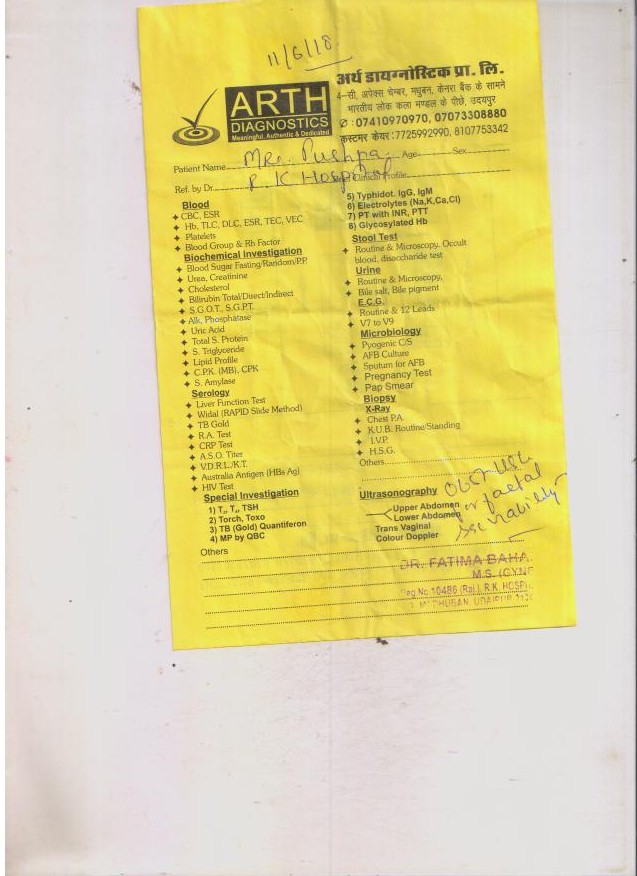 11/6/18
ARTH
DIAGNOSTICS
Meaningful, Authentic & Dedicated
अर्थ डायग्नोस्टिक प्रा. लि.
4-सी, अपेक्स चेम्बर, मधुबन, केनरा बैंक के सामने
भारतीय लोक कला मण्डल के पीछे, उदयपुर
✆ : 07410970970, 07073308880
कस्टमर केयर : 7725992990, 8107753342
Patient Name Mrs. Pushpa Age Sex
Ref. by Dr. R. K Hospital Clinical Profile
Blood
CBC, ESR
Hb, TLC, DLC, ESR, TEC, VEC
Platelets
Blood Group & Rh Factor
Biochemical Investigation
Blood Sugar Fasting/Random/P.P.
Urea, Creatinine
Cholesterol
Bilirubin Total/Direct/Indirect
S.G.O.T., S.G.P.T.
Alk. Phosphatase
Uric Acid
Total S. Protein
S. Triglyceride
Lipid Profile
C.P.K. (MB), CPK
S. Amylase
Serology
Liver Function Test
Widal (RAPID Slide Method)
TB Gold
R.A. Test
CRP Test
A.S.O. Titer
V.D.R.L./K.T.
Australia Antigen (HBs Ag)
HIV Test
Special Investigation
1) T₃, T₄, TSH
2) Torch, Toxo
3) TB (Gold) Quantiferon
4) MP by QBC
5) Typhidot. IgG, IgM
6) Electrolytes (Na,K,Ca,Cl)
7) PT with INR, PTT
8) Glycosylated Hb
Stool Test
Routine & Microscopy, Occult
blood, disaccharide test
Urine
Routine & Microscopy,
Bile salt, Bile pigment
E.C.G.
Routine & 12 Leads
V7 to V9
Microbiology
Pyogenic C/S
AFB Culture
Sputum for AFB
Pregnancy Test
Pap Smear
Biopsy
X-Ray
Chest P.A.
K.U.B. Routine/Standing
I.V.P.
H.S.G.
Others
Ultrasonography Obst USG
Upper Abdomen for faetal
Lower Abdomen viability
Trans Vaginal
Colour Doppler
Others
DR. FATIMA BAHA
M.S. (GYNE
Reg No 10486 (Raj.), R.K. HOSPI
MADHUBAN, UDAIPUR